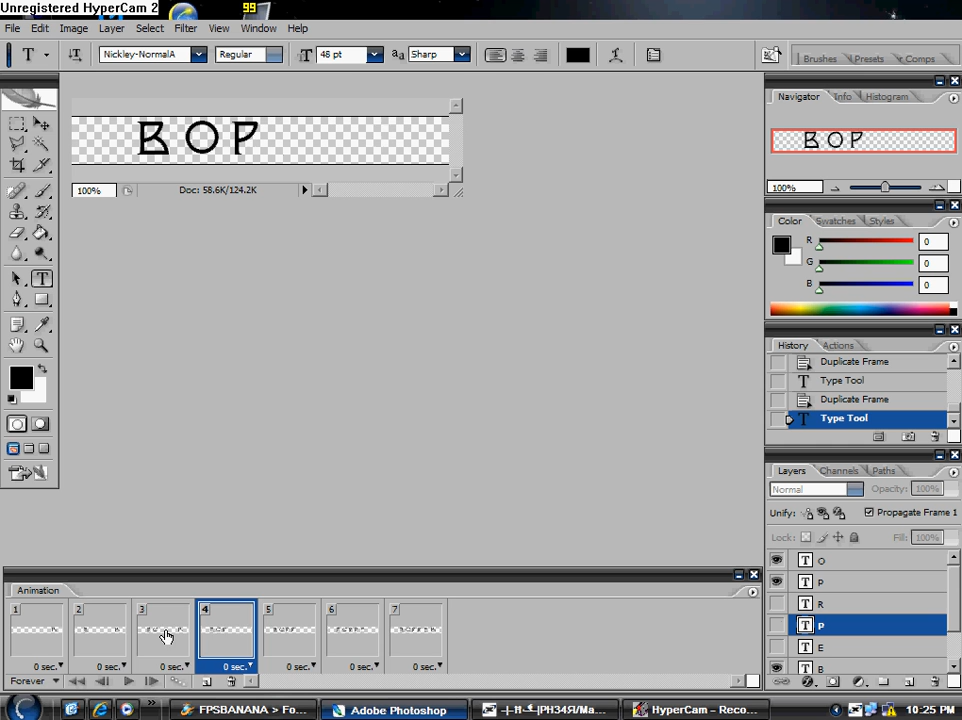 Unregistered HyperCam 2
99
File Edit Image Layer Select Filter View Window Help
T Nickley-NormalA Regular T 48 pt aa Sharp Brushes Presets r Comps
B O P
100% Doc: 58.6K/124.2K
Navigator Info Histogram
B O P
100%
Color Swatches Styles
R 0
G 0
B 0
History Actions
Duplicate Frame
T Type Tool
Duplicate Frame
T Type Tool
Layers Channels Paths
Normal Opacity: 100%
Unify: Propagate Frame 1
Lock: Fill: 100%
T O
T P
T R
T P
T E
T B
Animation
1 2 3 4 5 6 7
0 sec. 0 sec. 0 sec. 0 sec. 0 sec. 0 sec. 0 sec.
Forever
FPSBANANA > Fo... Adobe Photoshop HyperCam - Reco... 10:25 PM